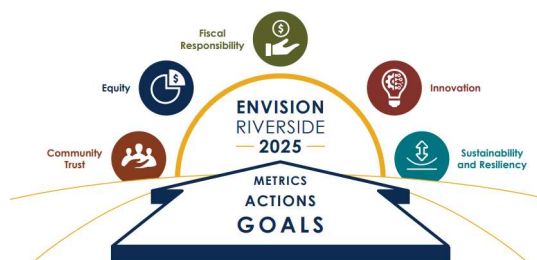 Fiscal
Responsibility
$
Equity
$
Innovation
ENVISION
RIVERSIDE
2025
Community
Trust
Sustainability
and Resiliency
METRICS
ACTIONS
GOALS